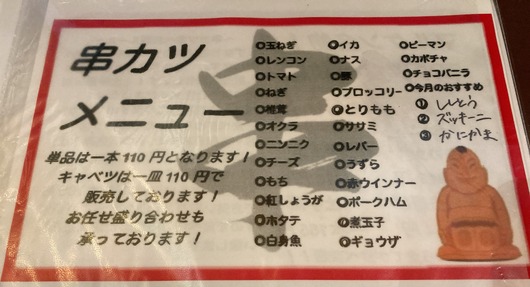 串カツ
メニュー
単品は一本110円となります!
キャベツは一皿110円で
販売しております!
お任せ盛り合わせも
承っております!
◎玉ねぎ
◎レンコン
◎トマト
◎ねぎ
◎椎茸
◎オクラ
◎ニンニク
◎チーズ
◎もち
◎紅しょうが
◎ホタテ
◎白身魚
◎イカ
◎ナス
◎豚
◎ブロッコリー
◎とりもも
◎ササミ
◎レバー
◎うずら
◎赤ウインナー
◎ポークハム
◎煮玉子
◎ギョウザ
◎ピーマン
◎カボチャ
◎チョコバニラ
◎今月のおすすめ
① ししとう
② ズッキーニ
③ かにかま